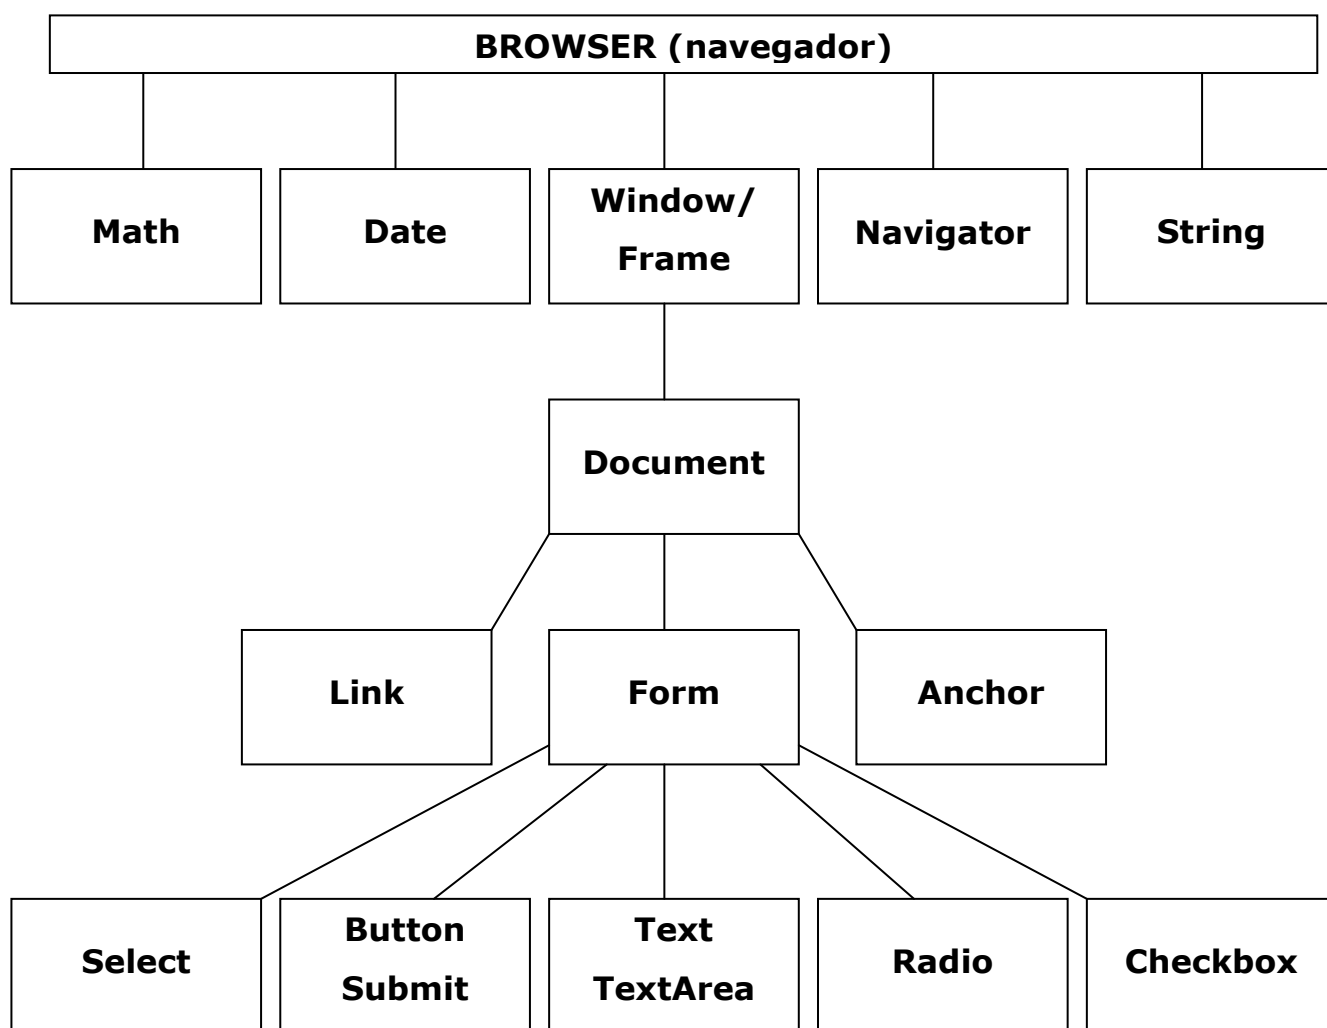 BROWSER (navegador)
Math
Date
Window/
Frame
Navigator
String
Document
Link
Form
Anchor
Select
Button
Submit
Text
TextArea
Radio
Checkbox